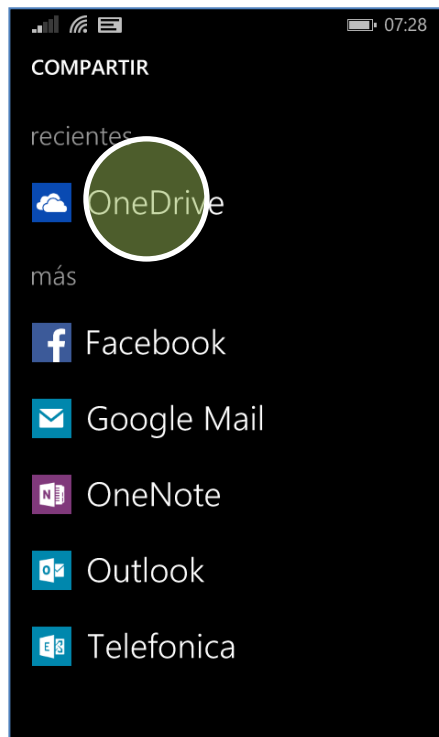 07:28
COMPARTIR
recientes
OneDrive
más
Facebook
Google Mail
OneNote
Outlook
Telefonica